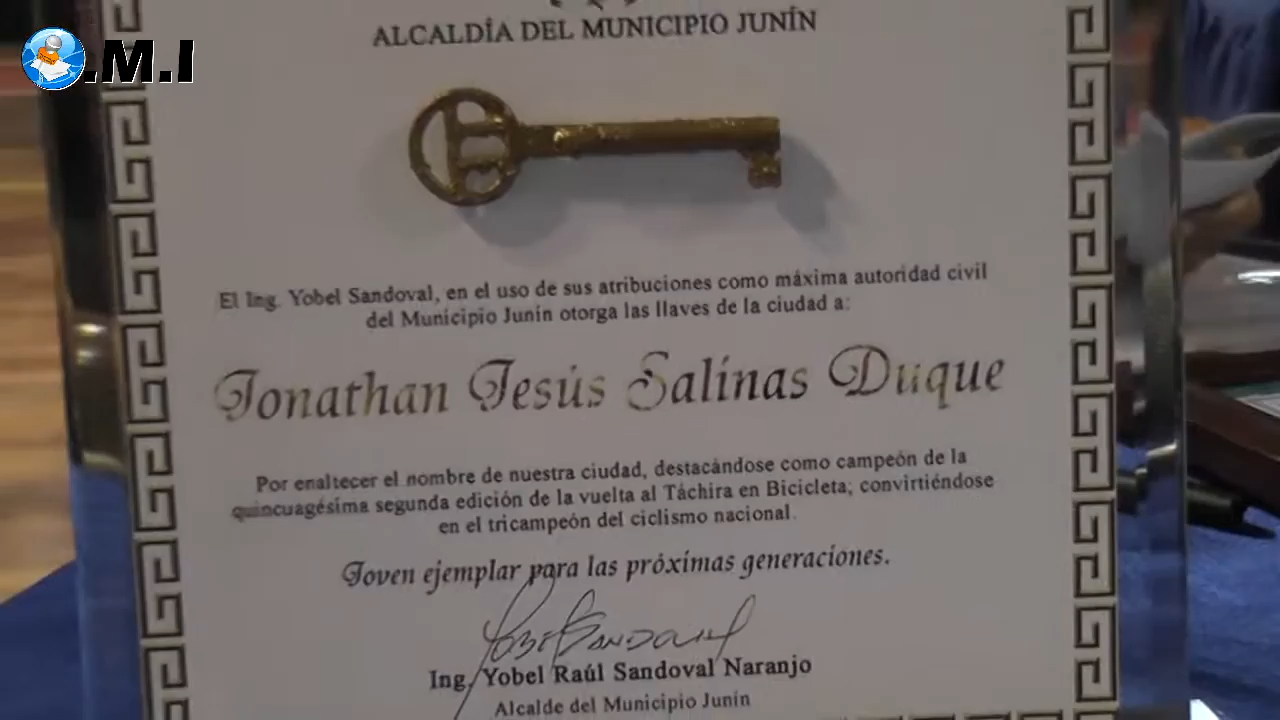 .M.I
ALCALDÍA DEL MUNICIPIO JUNÍN
El Ing. Yobel Sandoval, en el uso de sus atribuciones como máxima autoridad civil
del Municipio Junín otorga las llaves de la ciudad a:
Jonathan Jesús Salinas Duque
Por enaltecer el nombre de nuestra ciudad, destacándose como campeón de la
quincuagésima segunda edición de la vuelta al Táchira en Bicicleta; convirtiéndose
en el tricampeón del ciclismo nacional.
Joven ejemplar para las próximas generaciones.
Yobel Sandoval
Ing. Yobel Raúl Sandoval Naranjo
Alcalde del Municipio Junín